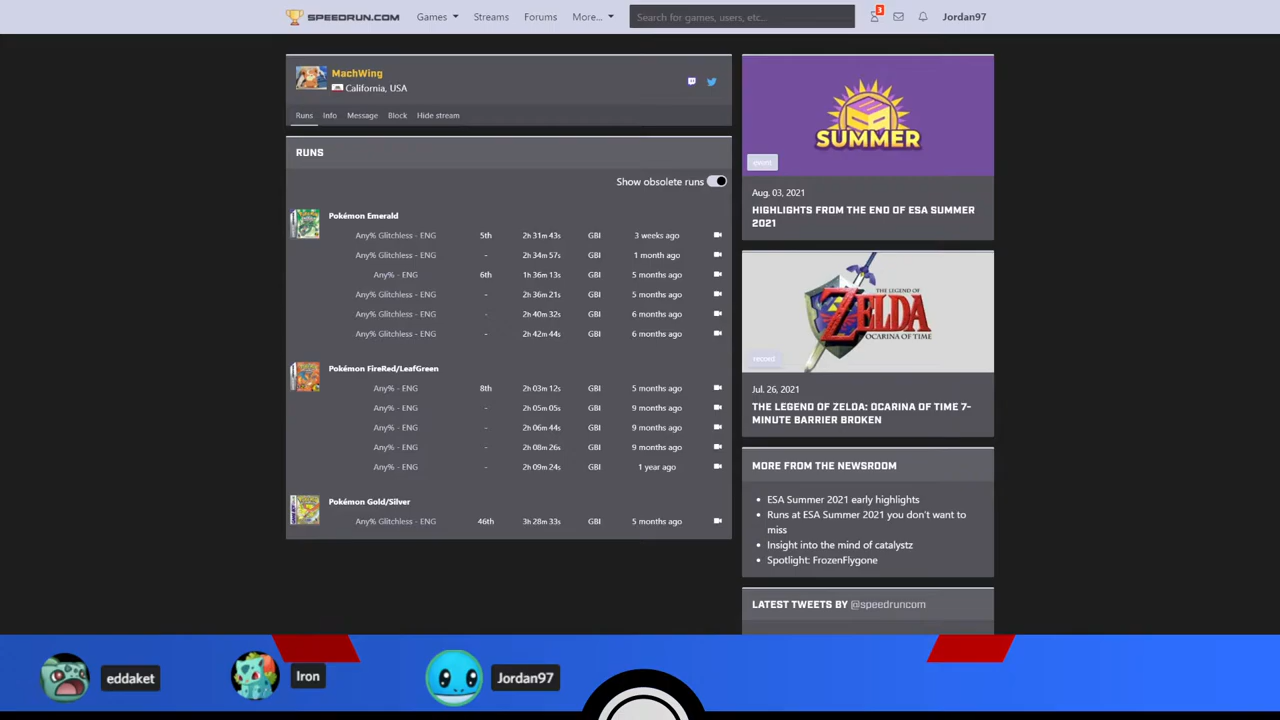 SPEEDRUN.COM Games Streams Forums More... Search for games, users, etc... 3 Jordan97
MachWing
California, USA
Runs Info Message Block Hide stream
RUNS
Show obsolete runs
Pokémon Emerald
Any% Glitchless - ENG 5th 2h 31m 43s GBI 3 weeks ago
Any% Glitchless - ENG - 2h 34m 57s GBI 1 month ago
Any% - ENG 6th 1h 36m 13s GBI 5 months ago
Any% Glitchless - ENG - 2h 36m 21s GBI 5 months ago
Any% Glitchless - ENG - 2h 40m 32s GBI 6 months ago
Any% Glitchless - ENG - 2h 42m 44s GBI 6 months ago
Pokémon FireRed/LeafGreen
Any% - ENG 8th 2h 03m 12s GBI 5 months ago
Any% - ENG - 2h 05m 05s GBI 9 months ago
Any% - ENG - 2h 06m 44s GBI 9 months ago
Any% - ENG - 2h 08m 26s GBI 9 months ago
Any% - ENG - 2h 09m 24s GBI 1 year ago
Pokémon Gold/Silver
Any% Glitchless - ENG 46th 3h 28m 33s GBI 5 months ago
SUMMER
event
Aug. 03, 2021
HIGHLIGHTS FROM THE END OF ESA SUMMER
2021
THE LEGEND OF
ZELDA
OCARINA OF TIME
record
Jul. 26, 2021
THE LEGEND OF ZELDA: OCARINA OF TIME 7-
MINUTE BARRIER BROKEN
MORE FROM THE NEWSROOM
• ESA Summer 2021 early highlights
• Runs at ESA Summer 2021 you don't want to
miss
• Insight into the mind of catalystz
• Spotlight: FrozenFlygone
LATEST TWEETS BY @speedruncom
eddaket Iron Jordan97